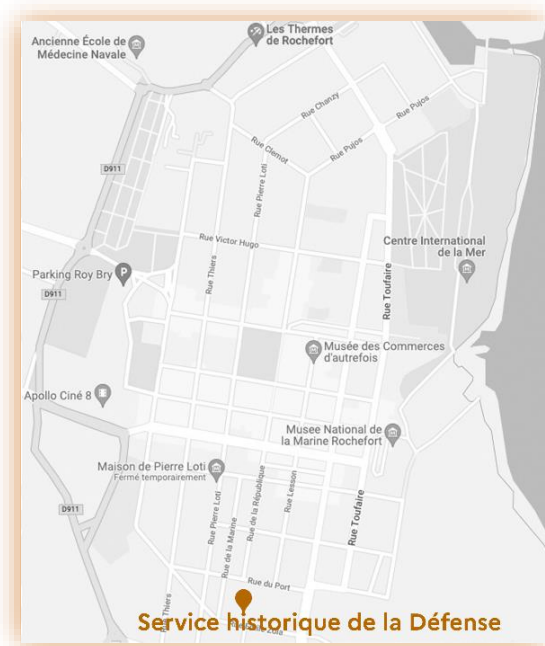 Ancienne École de
Médecine Navale
Les Thermes
de Rochefort
Rue Chanzy
Rue Pujos
Rue Clemot
Rue Pujos
D911
Rue Pierre Loti
Rue Victor Hugo
Centre International
de la Mer
Rue Thiers
Parking Roy Bry
P
Rue Toufaire
D911
Musée des Commerces
d'autrefois
Apollo Ciné 8
Musee National de
la Marine Rochefort
Maison de Pierre Loti
Fermé temporairement
Rue de la République
Rue Lesson
Rue Toufaire
D911
Rue Pierre Loti
Rue de la Marine
Rue du Port
Rue Thiers
Service historique de la Défense